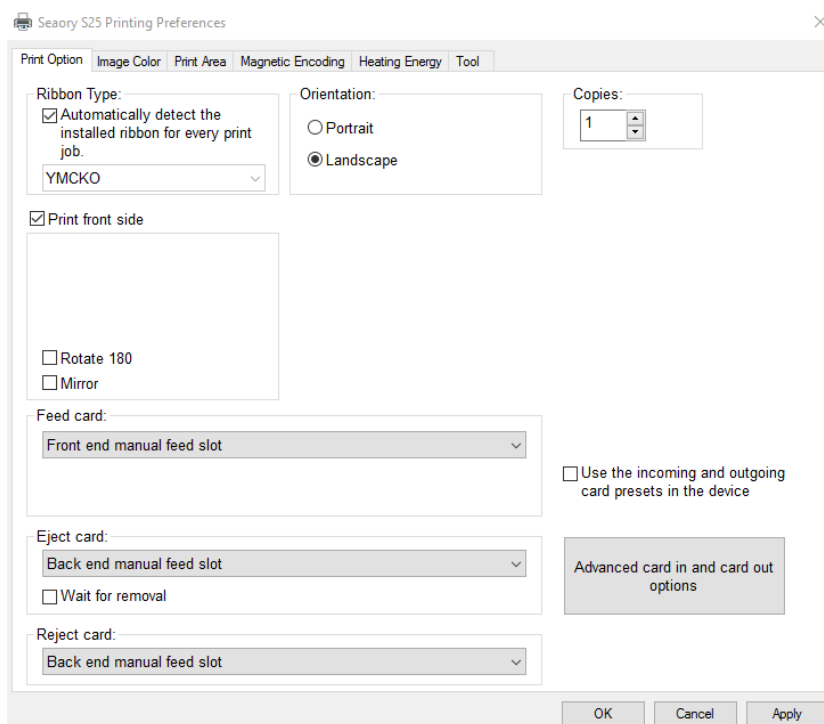 Seaory S25 Printing Preferences
Print Option Image Color Print Area Magnetic Encoding Heating Energy Tool
Ribbon Type:
Automatically detect the
installed ribbon for every print
job.
YMCKO
Orientation:
Portrait
Landscape
Copies:
1
Print front side
Rotate 180
Mirror
Feed card:
Front end manual feed slot
Use the incoming and outgoing
card presets in the device
Eject card:
Back end manual feed slot
Wait for removal
Advanced card in and card out
options
Reject card:
Back end manual feed slot
OK Cancel Apply